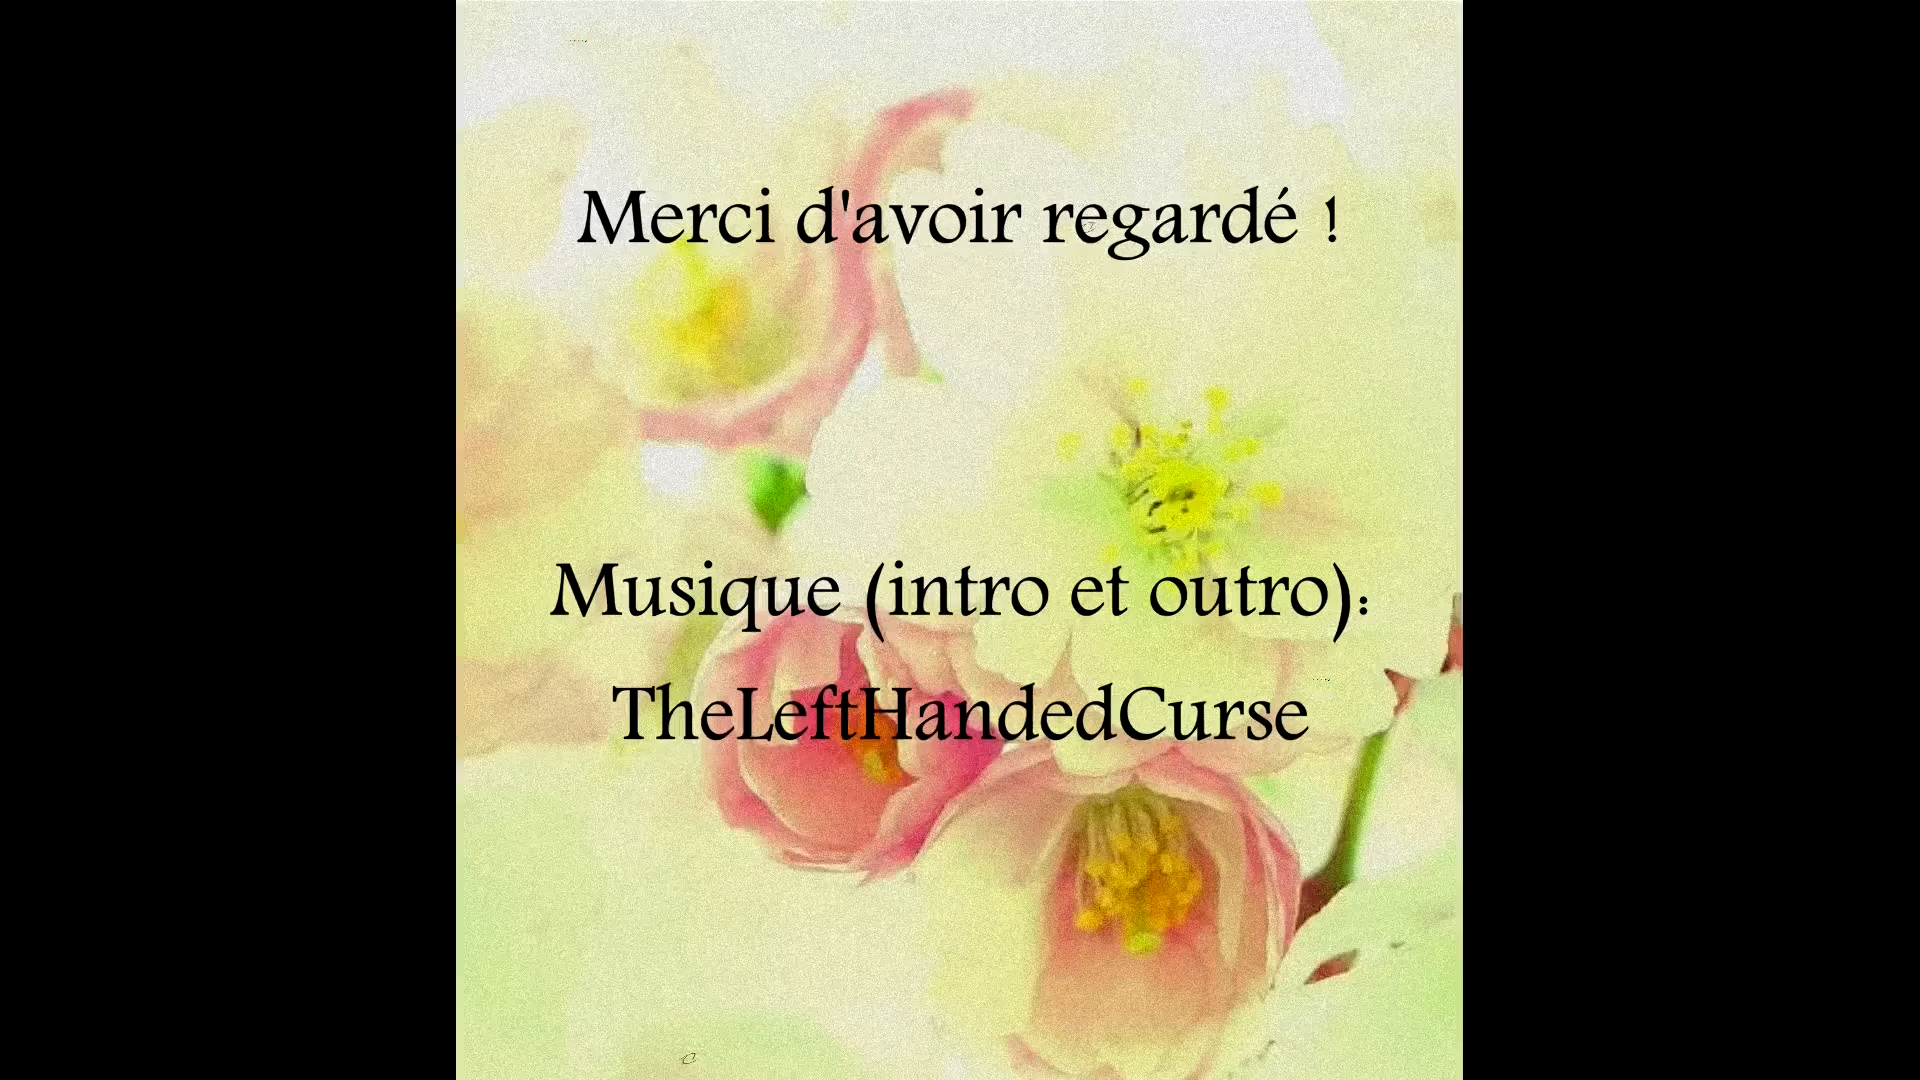 Merci d'avoir regardé !
Musique (intro et outro):
TheLeftHandedCurse